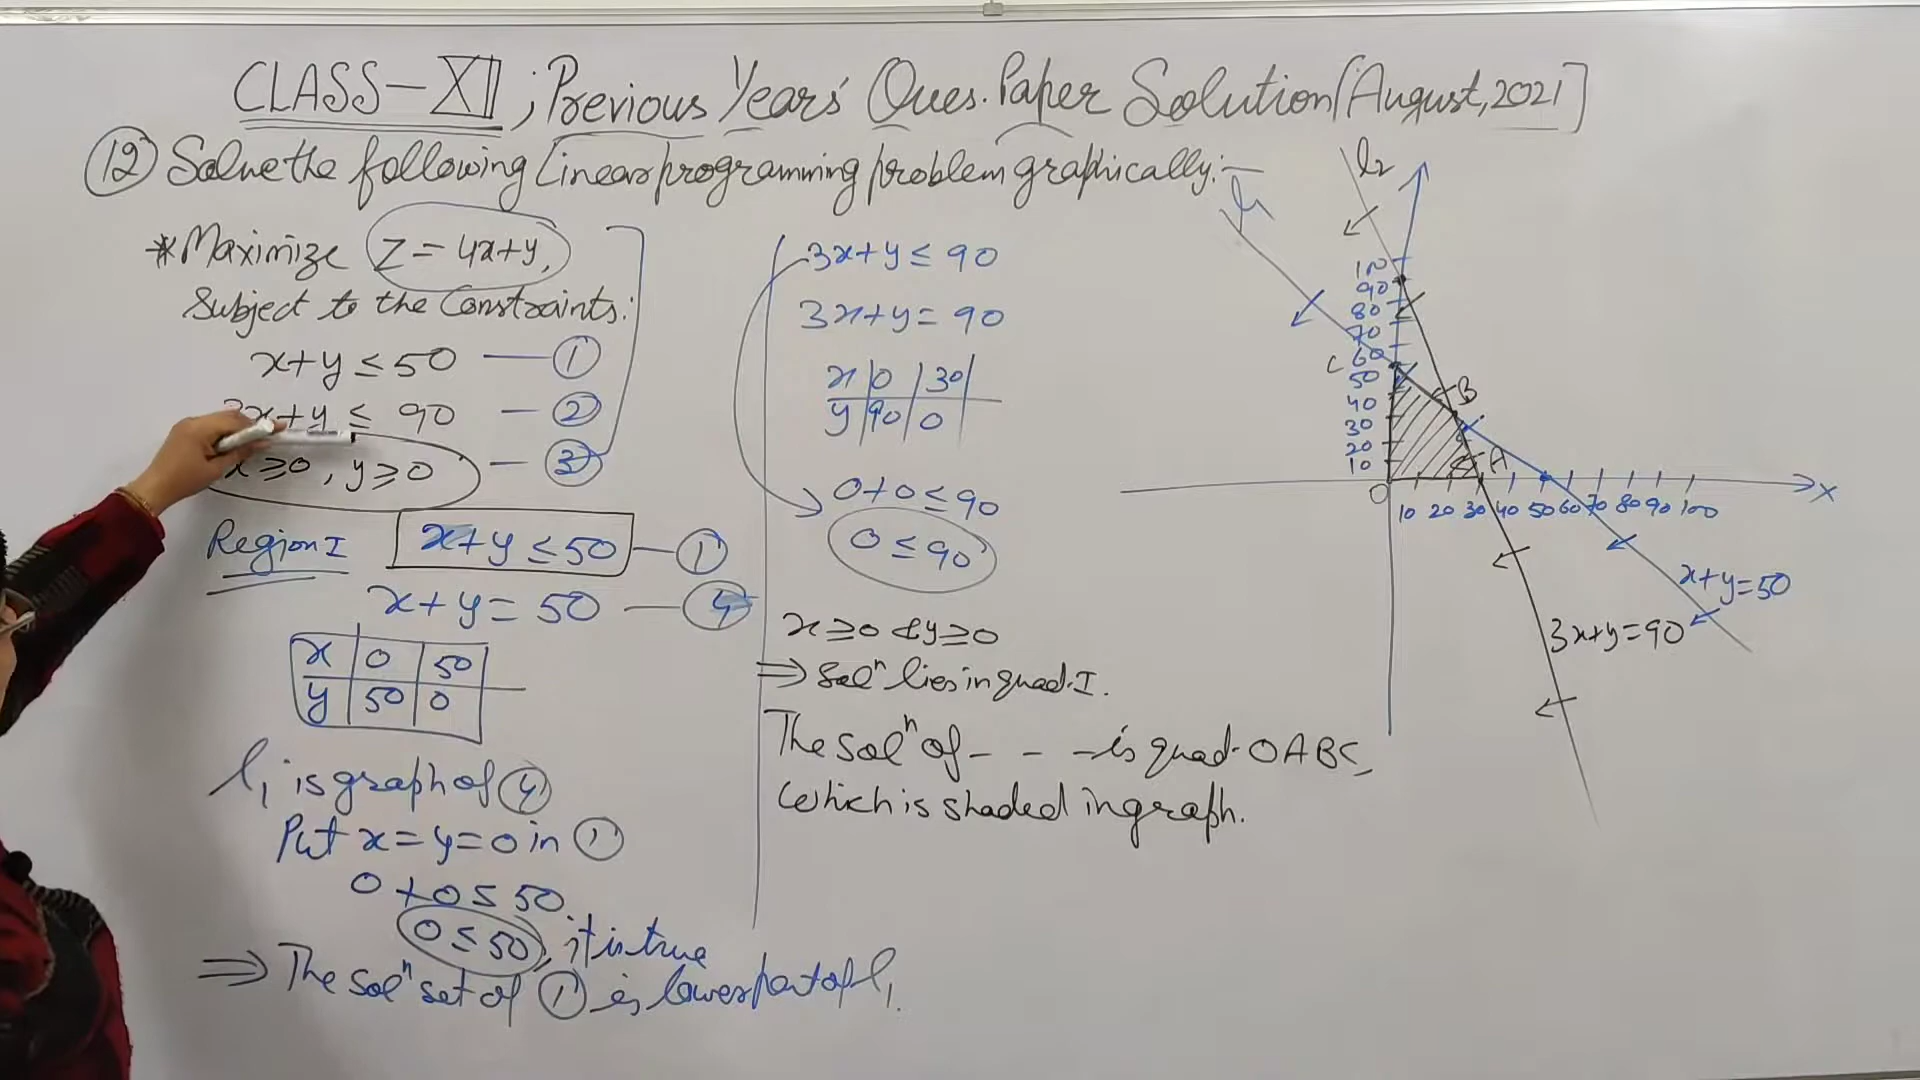 CLASS-XII; Previous Years' Ques. Paper Solution [August, 2021]
(12) Solve the following Linear programming problem graphically:-
*Maximize Z = 4x+y,
Subject to the Constraints:
x+y ≤ 50 — (1)
3x+y ≤ 90 — (2)
x ≥ 0, y ≥ 0 — (3)
Region I x+y ≤ 50 — (1)
x+y = 50 — (4)
x | 0 | 50
y | 50 | 0
l₁ is graph of (4)
Put x = y = 0 in (1)
0+0 ≤ 50.
0 ≤ 50, it is true
⇒ The solⁿ set of (1) is lower part of l₁.
3x+y ≤ 90
3x+y = 90
x | 0 | 30
y | 90 | 0
0+0 ≤ 90
0 ≤ 90
x ≥ 0 & y ≥ 0
⇒ Solⁿ lies in quad. I.
The solⁿ of - - - is quad. OABC,
which is shaded in graph.
l₁
l₂
100
90
80
70
60
C
50
40
30
20
10
B
A
O
X
10 20 30 40 50 60 70 80 90 100
x+y=50
3x+y=90